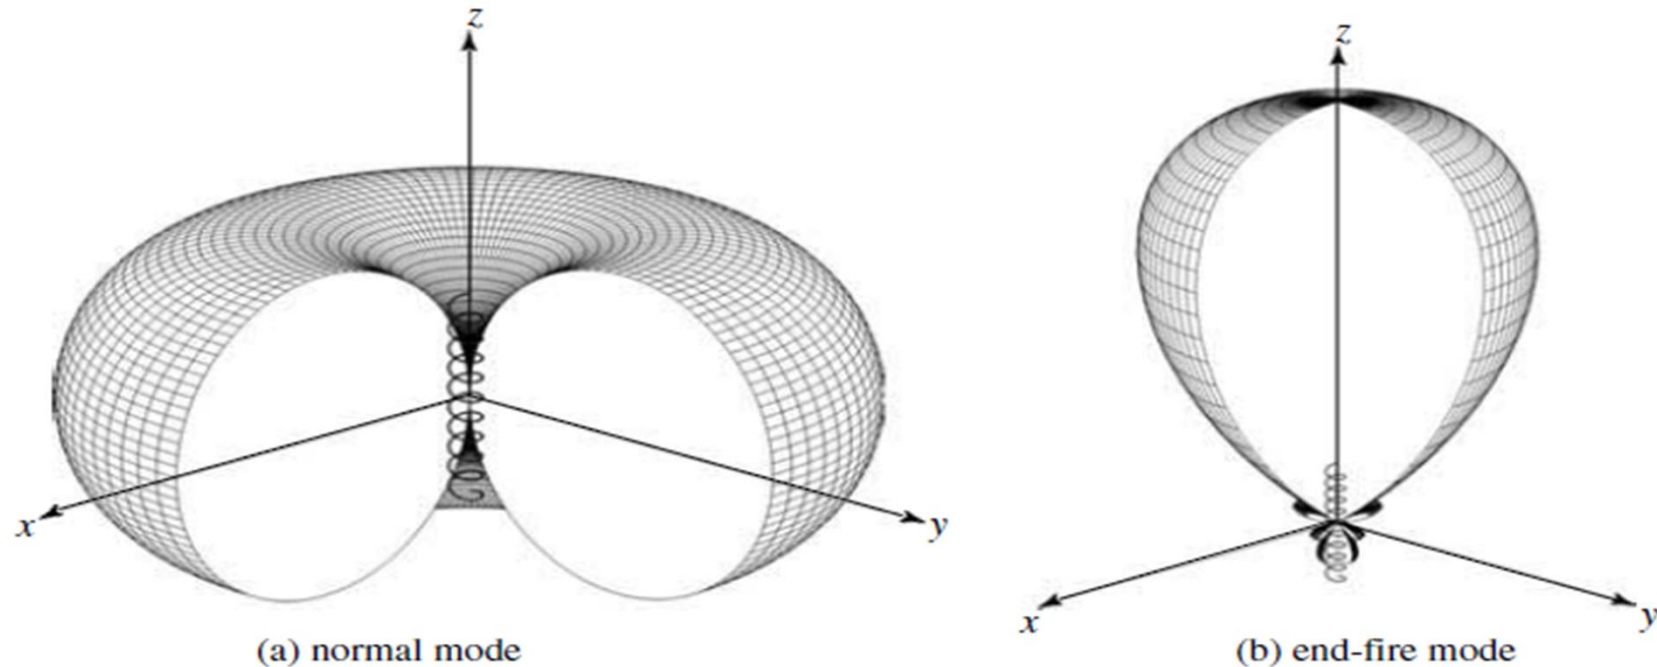 z
x
y
(a) normal mode
z
x
y
(b) end-fire mode